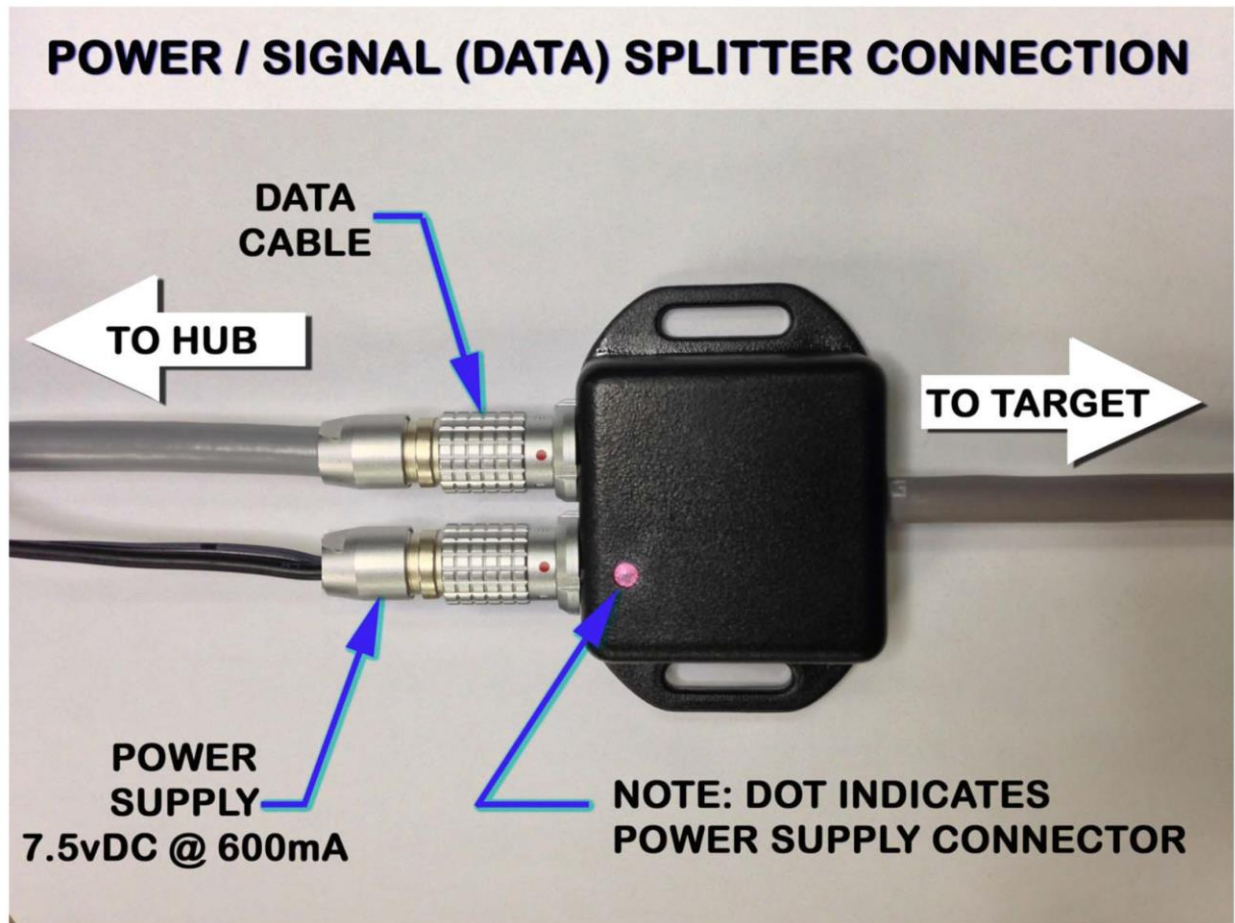 POWER / SIGNAL (DATA) SPLITTER CONNECTION
DATA
CABLE
TO HUB
TO TARGET
POWER
SUPPLY
7.5vDC @ 600mA
NOTE: DOT INDICATES
POWER SUPPLY CONNECTOR